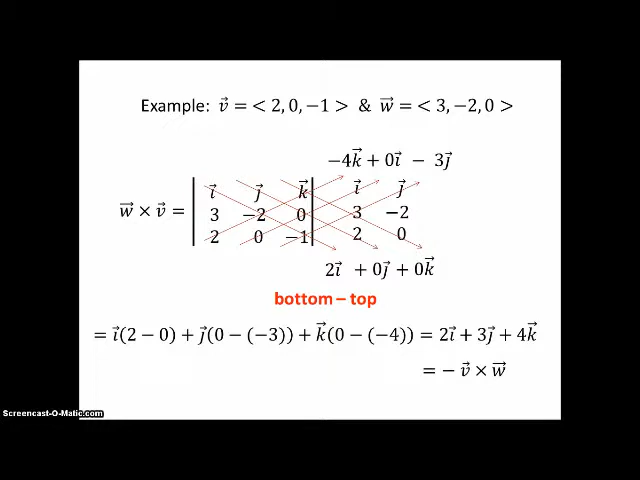 Example: v⃗ = < 2, 0, −1 > & w⃗ = < 3, −2, 0 >
−4k⃗ + 0i⃗ − 3j⃗
i⃗ j⃗ k⃗ i⃗ j⃗
w⃗ × v⃗ = | 3 −2 0 | 3 −2
2 0 −1 2 0
2i⃗ + 0j⃗ + 0k⃗
bottom – top
= i⃗(2 − 0) + j⃗(0 − (−3)) + k⃗(0 − (−4)) = 2i⃗ + 3j⃗ + 4k⃗
= − v⃗ × w⃗
Screencast-O-Matic.com